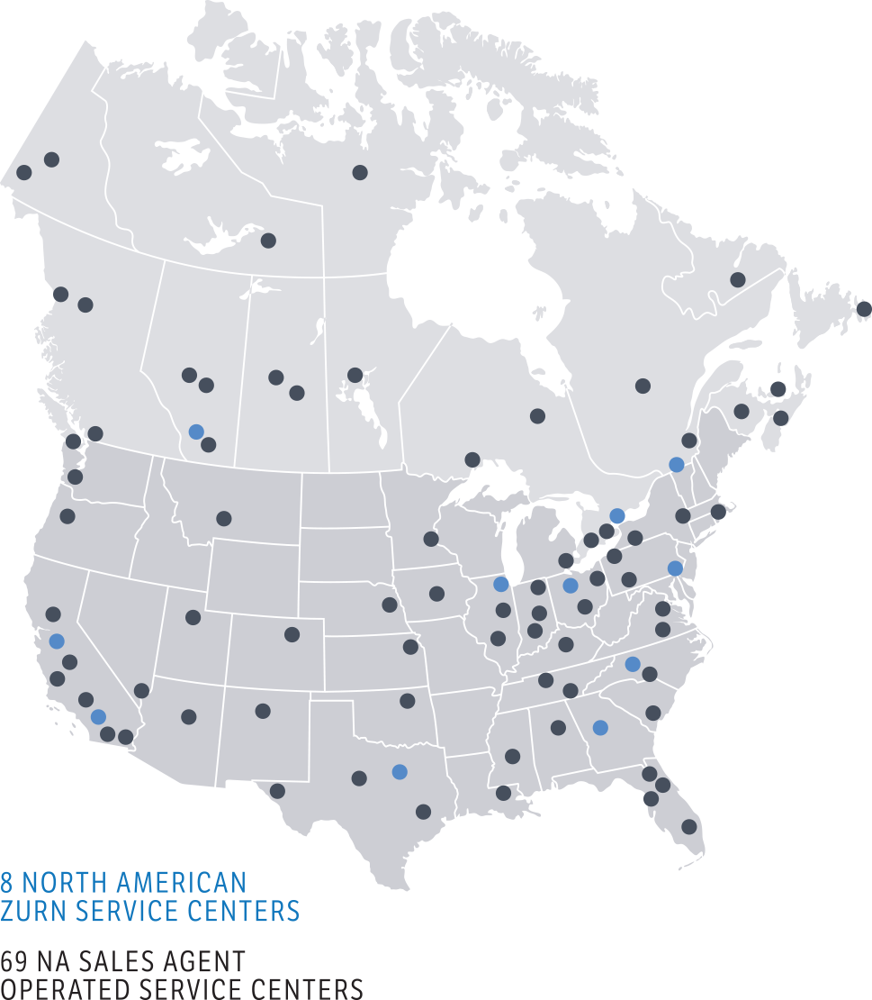 8 NORTH AMERICAN
ZURN SERVICE CENTERS
69 NA SALES AGENT
OPERATED SERVICE CENTERS